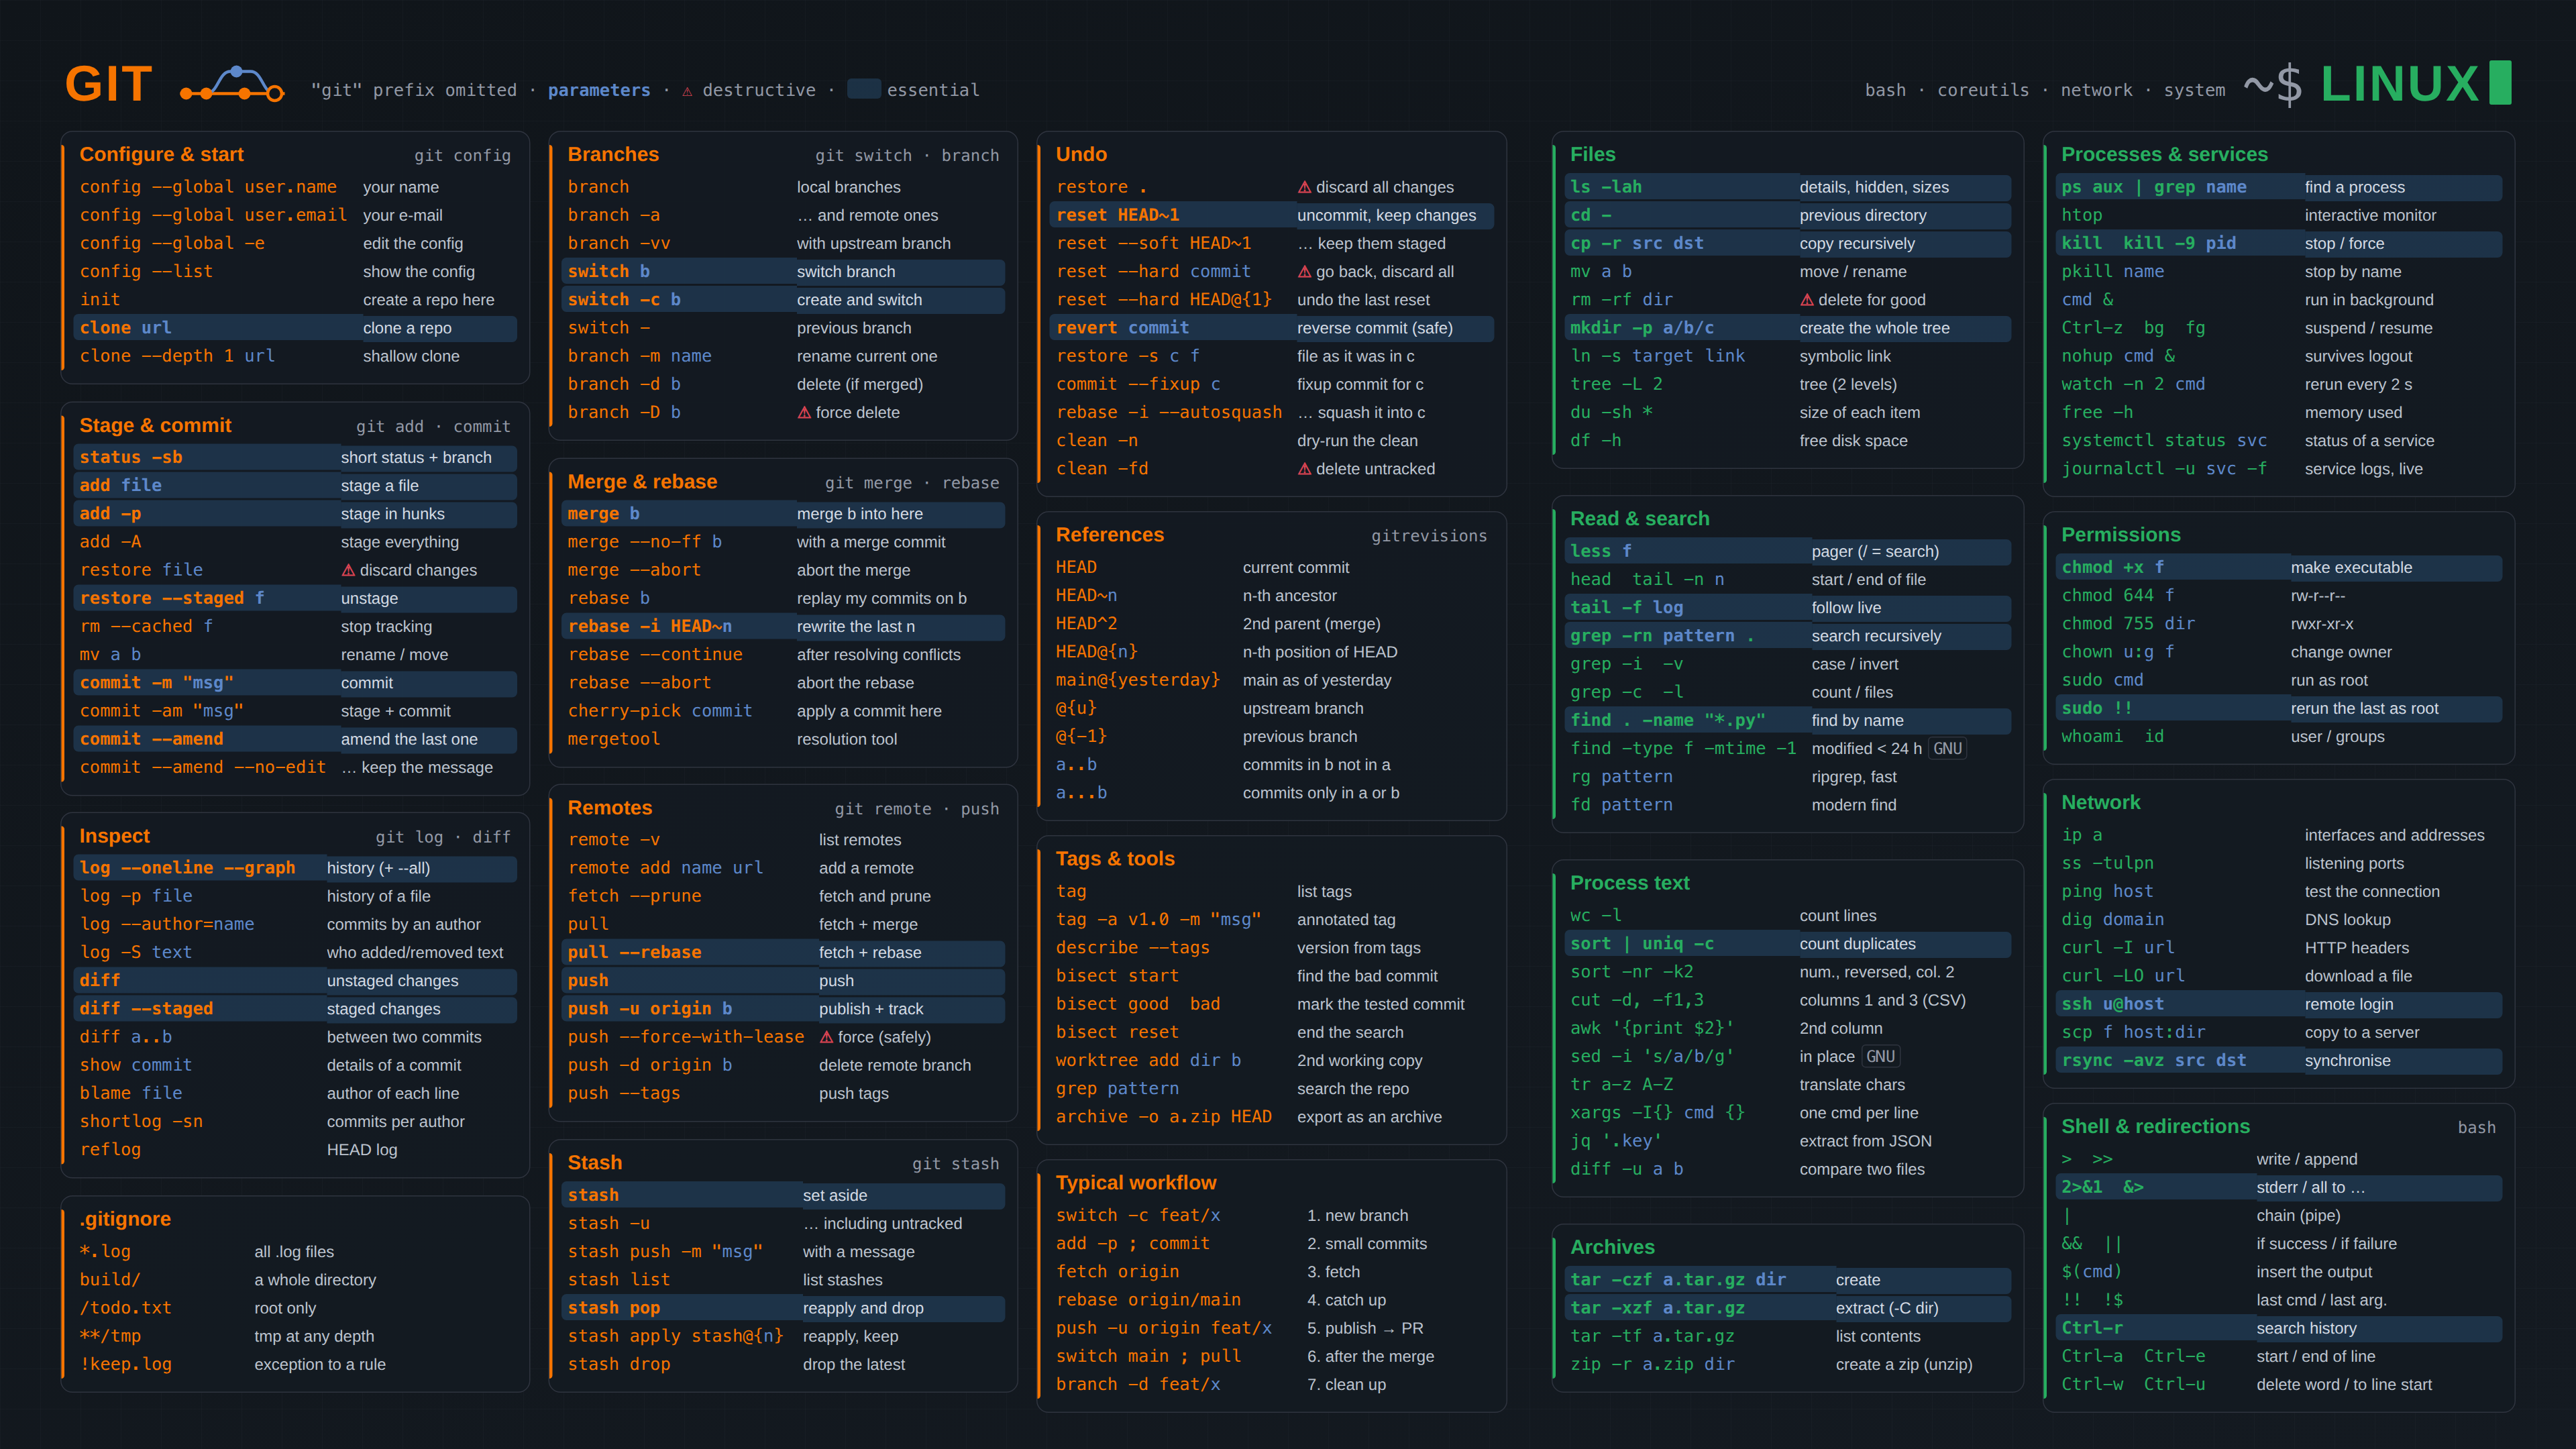 GIT "git" prefix omitted · parameters · ⚠ destructive · essential
bash · coreutils · network · system ~$ LINUX
Configure & start git config
config --global user.name your name
config --global user.email your e-mail
config --global -e edit the config
config --list show the config
init create a repo here
clone url clone a repo
clone --depth 1 url shallow clone
Stage & commit git add · commit
status -sb short status + branch
add file stage a file
add -p stage in hunks
add -A stage everything
restore file ⚠ discard changes
restore --staged f unstage
rm --cached f stop tracking
mv a b rename / move
commit -m "msg" commit
commit -am "msg" stage + commit
commit --amend amend the last one
commit --amend --no-edit … keep the message
Inspect git log · diff
log --oneline --graph history (+ --all)
log -p file history of a file
log --author=name commits by an author
log -S text who added/removed text
diff unstaged changes
diff --staged staged changes
diff a..b between two commits
show commit details of a commit
blame file author of each line
shortlog -sn commits per author
reflog HEAD log
.gitignore
*.log all .log files
build/ a whole directory
/todo.txt root only
**/tmp tmp at any depth
!keep.log exception to a rule
Branches git switch · branch
branch local branches
branch -a … and remote ones
branch -vv with upstream branch
switch b switch branch
switch -c b create and switch
switch - previous branch
branch -m name rename current one
branch -d b delete (if merged)
branch -D b ⚠ force delete
Merge & rebase git merge · rebase
merge b merge b into here
merge --no-ff b with a merge commit
merge --abort abort the merge
rebase b replay my commits on b
rebase -i HEAD~n rewrite the last n
rebase --continue after resolving conflicts
rebase --abort abort the rebase
cherry-pick commit apply a commit here
mergetool resolution tool
Remotes git remote · push
remote -v list remotes
remote add name url add a remote
fetch --prune fetch and prune
pull fetch + merge
pull --rebase fetch + rebase
push push
push -u origin b publish + track
push --force-with-lease ⚠ force (safely)
push -d origin b delete remote branch
push --tags push tags
Stash git stash
stash set aside
stash -u … including untracked
stash push -m "msg" with a message
stash list list stashes
stash pop reapply and drop
stash apply stash@{n} reapply, keep
stash drop drop the latest
Undo
restore . ⚠ discard all changes
reset HEAD~1 uncommit, keep changes
reset --soft HEAD~1 … keep them staged
reset --hard commit ⚠ go back, discard all
reset --hard HEAD@{1} undo the last reset
revert commit reverse commit (safe)
restore -s c f file as it was in c
commit --fixup c fixup commit for c
rebase -i --autosquash … squash it into c
clean -n dry-run the clean
clean -fd ⚠ delete untracked
References gitrevisions
HEAD current commit
HEAD~n n-th ancestor
HEAD^2 2nd parent (merge)
HEAD@{n} n-th position of HEAD
main@{yesterday} main as of yesterday
@{u} upstream branch
@{-1} previous branch
a..b commits in b not in a
a...b commits only in a or b
Tags & tools
tag list tags
tag -a v1.0 -m "msg" annotated tag
describe --tags version from tags
bisect start find the bad commit
bisect good bad mark the tested commit
bisect reset end the search
worktree add dir b 2nd working copy
grep pattern search the repo
archive -o a.zip HEAD export as an archive
Typical workflow
switch -c feat/x 1. new branch
add -p ; commit 2. small commits
fetch origin 3. fetch
rebase origin/main 4. catch up
push -u origin feat/x 5. publish → PR
switch main ; pull 6. after the merge
branch -d feat/x 7. clean up
Files
ls -lah details, hidden, sizes
cd - previous directory
cp -r src dst copy recursively
mv a b move / rename
rm -rf dir ⚠ delete for good
mkdir -p a/b/c create the whole tree
ln -s target link symbolic link
tree -L 2 tree (2 levels)
du -sh * size of each item
df -h free disk space
Read & search
less f pager (/ = search)
head tail -n n start / end of file
tail -f log follow live
grep -rn pattern . search recursively
grep -i -v case / invert
grep -c -l count / files
find . -name "*.py" find by name
find -type f -mtime -1 modified < 24 h GNU
rg pattern ripgrep, fast
fd pattern modern find
Process text
wc -l count lines
sort | uniq -c count duplicates
sort -nr -k2 num., reversed, col. 2
cut -d, -f1,3 columns 1 and 3 (CSV)
awk '{print $2}' 2nd column
sed -i 's/a/b/g' in place GNU
tr a-z A-Z translate chars
xargs -I{} cmd {} one cmd per line
jq '.key' extract from JSON
diff -u a b compare two files
Archives
tar -czf a.tar.gz dir create
tar -xzf a.tar.gz extract (-C dir)
tar -tf a.tar.gz list contents
zip -r a.zip dir create a zip (unzip)
Processes & services
ps aux | grep name find a process
htop interactive monitor
kill kill -9 pid stop / force
pkill name stop by name
cmd & run in background
Ctrl-z bg fg suspend / resume
nohup cmd & survives logout
watch -n 2 cmd rerun every 2 s
free -h memory used
systemctl status svc status of a service
journalctl -u svc -f service logs, live
Permissions
chmod +x f make executable
chmod 644 f rw-r--r--
chmod 755 dir rwxr-xr-x
chown u:g f change owner
sudo cmd run as root
sudo !! rerun the last as root
whoami id user / groups
Network
ip a interfaces and addresses
ss -tulpn listening ports
ping host test the connection
dig domain DNS lookup
curl -I url HTTP headers
curl -LO url download a file
ssh u@host remote login
scp f host:dir copy to a server
rsync -avz src dst synchronise
Shell & redirections bash
> >> write / append
2>&1 &> stderr / all to …
| chain (pipe)
&& || if success / if failure
$(cmd) insert the output
!! !$ last cmd / last arg.
Ctrl-r search history
Ctrl-a Ctrl-e start / end of line
Ctrl-w Ctrl-u delete word / to line start